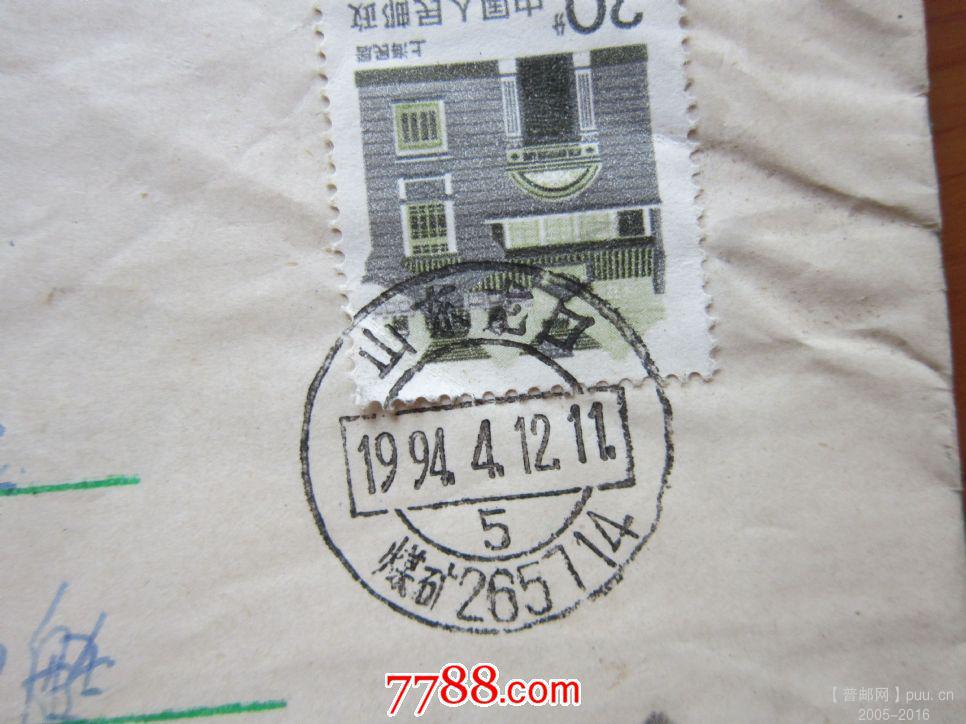 20分
中国人民邮政
上海民居
山东龙口
1994.4.12.11.
5
煤矿265714
7788.com
【普邮网】puu.cn
2005-2016